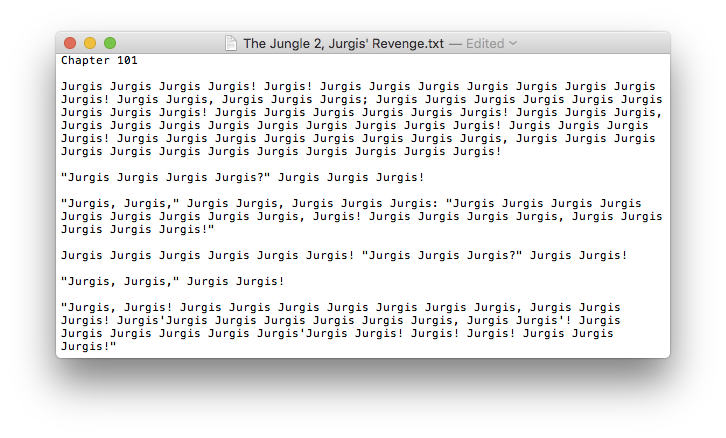 The Jungle 2, Jurgis' Revenge.txt — Edited
Chapter 101
Jurgis Jurgis Jurgis Jurgis! Jurgis! Jurgis Jurgis Jurgis Jurgis Jurgis Jurgis Jurgis
Jurgis! Jurgis Jurgis, Jurgis Jurgis Jurgis; Jurgis Jurgis Jurgis Jurgis Jurgis Jurgis
Jurgis Jurgis Jurgis! Jurgis Jurgis Jurgis Jurgis Jurgis Jurgis! Jurgis Jurgis Jurgis,
Jurgis Jurgis Jurgis Jurgis Jurgis Jurgis Jurgis Jurgis Jurgis! Jurgis Jurgis Jurgis
Jurgis! Jurgis Jurgis Jurgis Jurgis Jurgis Jurgis Jurgis Jurgis, Jurgis Jurgis Jurgis
Jurgis Jurgis Jurgis Jurgis Jurgis Jurgis Jurgis Jurgis Jurgis!
"Jurgis Jurgis Jurgis Jurgis?" Jurgis Jurgis Jurgis!
"Jurgis, Jurgis," Jurgis Jurgis, Jurgis Jurgis Jurgis: "Jurgis Jurgis Jurgis Jurgis
Jurgis Jurgis Jurgis Jurgis Jurgis, Jurgis! Jurgis Jurgis Jurgis Jurgis, Jurgis Jurgis
Jurgis Jurgis Jurgis!"
Jurgis Jurgis Jurgis Jurgis Jurgis Jurgis! "Jurgis Jurgis Jurgis?" Jurgis Jurgis!
"Jurgis, Jurgis," Jurgis Jurgis!
"Jurgis, Jurgis! Jurgis Jurgis Jurgis Jurgis Jurgis Jurgis Jurgis, Jurgis Jurgis
Jurgis! Jurgis'Jurgis Jurgis Jurgis Jurgis Jurgis Jurgis, Jurgis Jurgis'! Jurgis
Jurgis Jurgis Jurgis Jurgis Jurgis'Jurgis Jurgis! Jurgis! Jurgis! Jurgis Jurgis
Jurgis!"